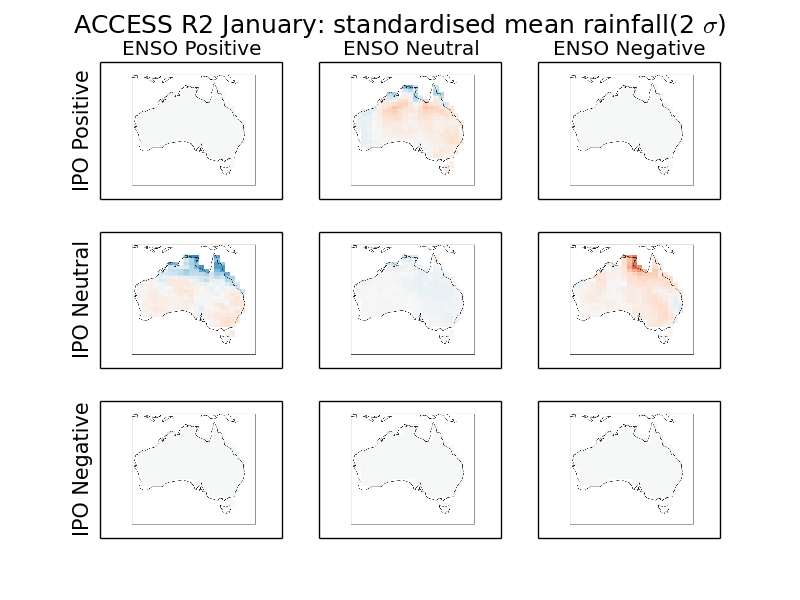 ACCESS R2 January: standardised mean rainfall(2 σ)
ENSO Positive
ENSO Neutral
ENSO Negative
IPO Positive
IPO Neutral
IPO Negative